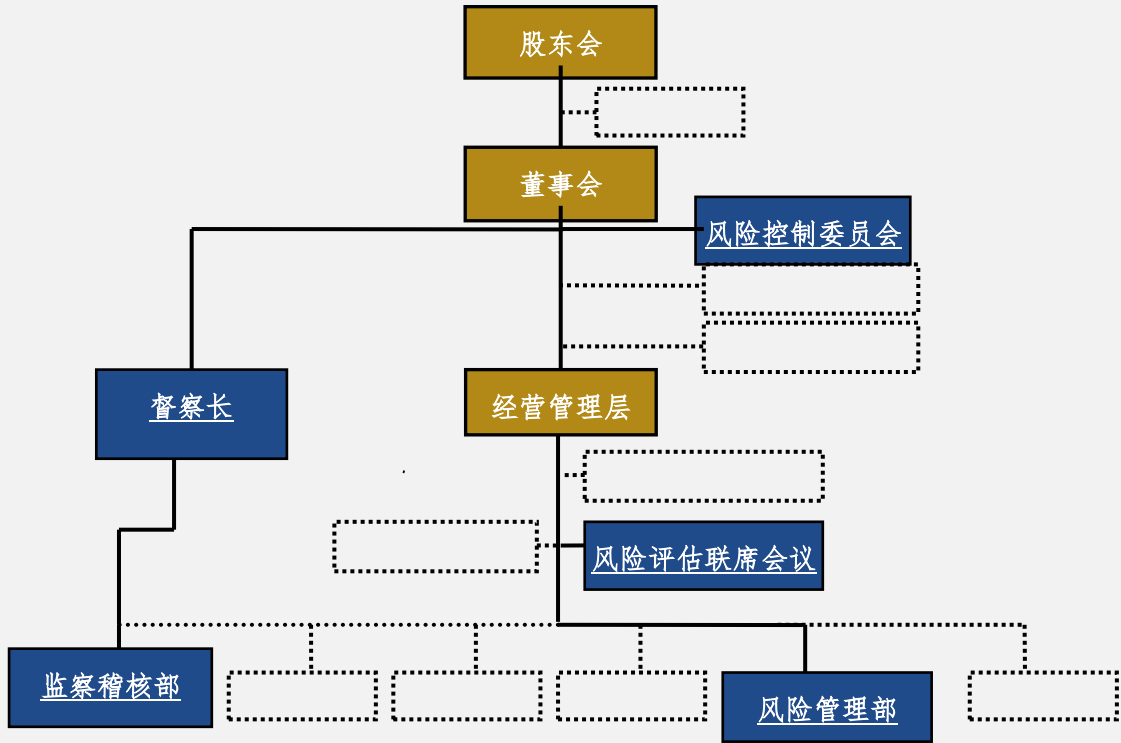 股东会
董事会
风险控制委员会
督察长
经营管理层
风险评估联席会议
监察稽核部
风险管理部